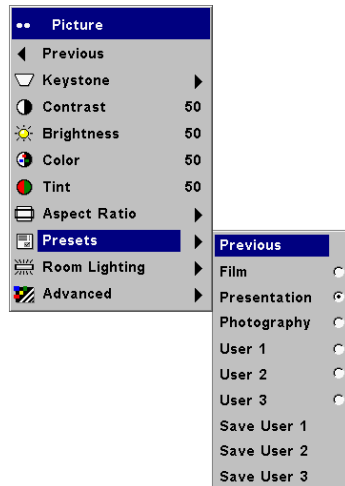 Picture
Previous
Keystone
Contrast 50
Brightness 50
Color 50
Tint 50
Aspect Ratio
Presets
Room Lighting
Advanced
Previous
Film
Presentation
Photography
User 1
User 2
User 3
Save User 1
Save User 2
Save User 3